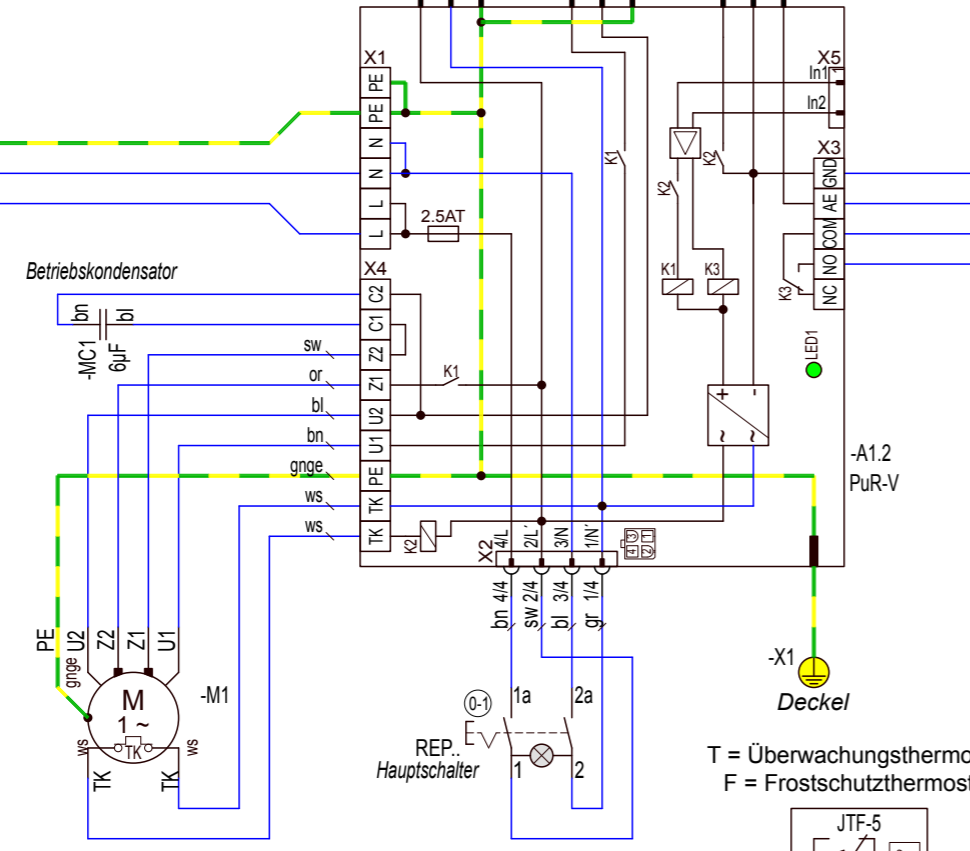 X1
PE
PE
N
N
L
L
2.5AT
K1
K2
K2
X5
In1
In2
X3
GND
AE
COM
NO
NC
K1
K3
K3
LED1
Betriebskondensator
bn
bl
-MC1
6µF
X4
C2
C1
Z2
Z1
U2
U1
PE
TK
TK
sw
or
bl
bn
gnge
ws
ws
K1
K2
+
-
~
~
-A1.2
PuR-V
X2
4/L
2/L´
3/N
1/N´
4 3
2 1
bn 4/4
sw 2/4
bl 3/4
gr 1/4
PE
gnge
U2
Z2
Z1
U1
M
1 ~
-M1
TK
ws
ws
TK
TK
(0-1)
1a
2a
REP..
Hauptschalter
1
2
-X1
Deckel
T = Überwachungsthermo
F = Frostschutzthermost
JTF-5